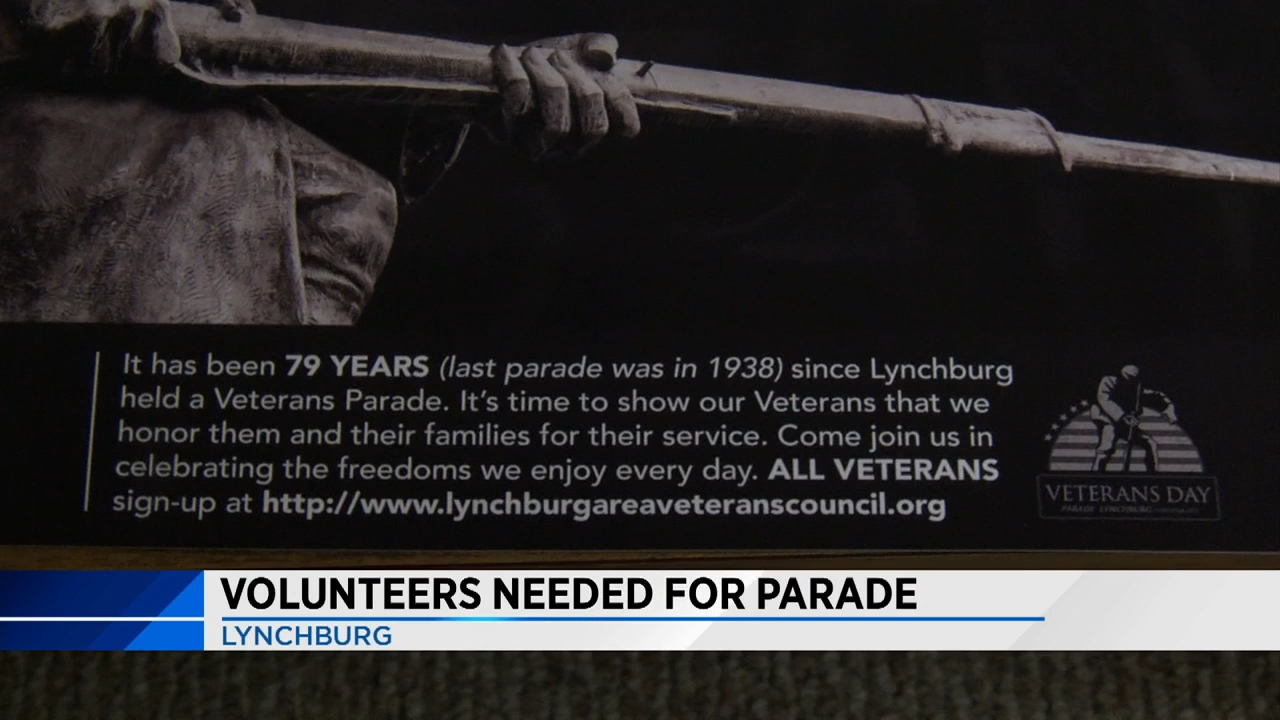 It has been 79 YEARS (last parade was in 1938) since Lynchburg
held a Veterans Parade. It's time to show our Veterans that we
honor them and their families for their service. Come join us in
celebrating the freedoms we enjoy every day. ALL VETERANS
sign-up at http://www.lynchburgareaveteranscouncil.org
VETERANS DAY
PARADE LYNCHBURG
VOLUNTEERS NEEDED FOR PARADE
LYNCHBURG